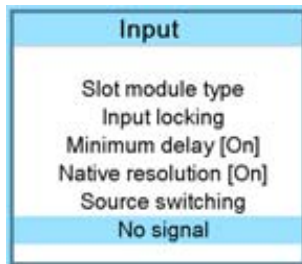 Input
Slot module type
Input locking
Minimum delay [On]
Native resolution [On]
Source switching
No signal